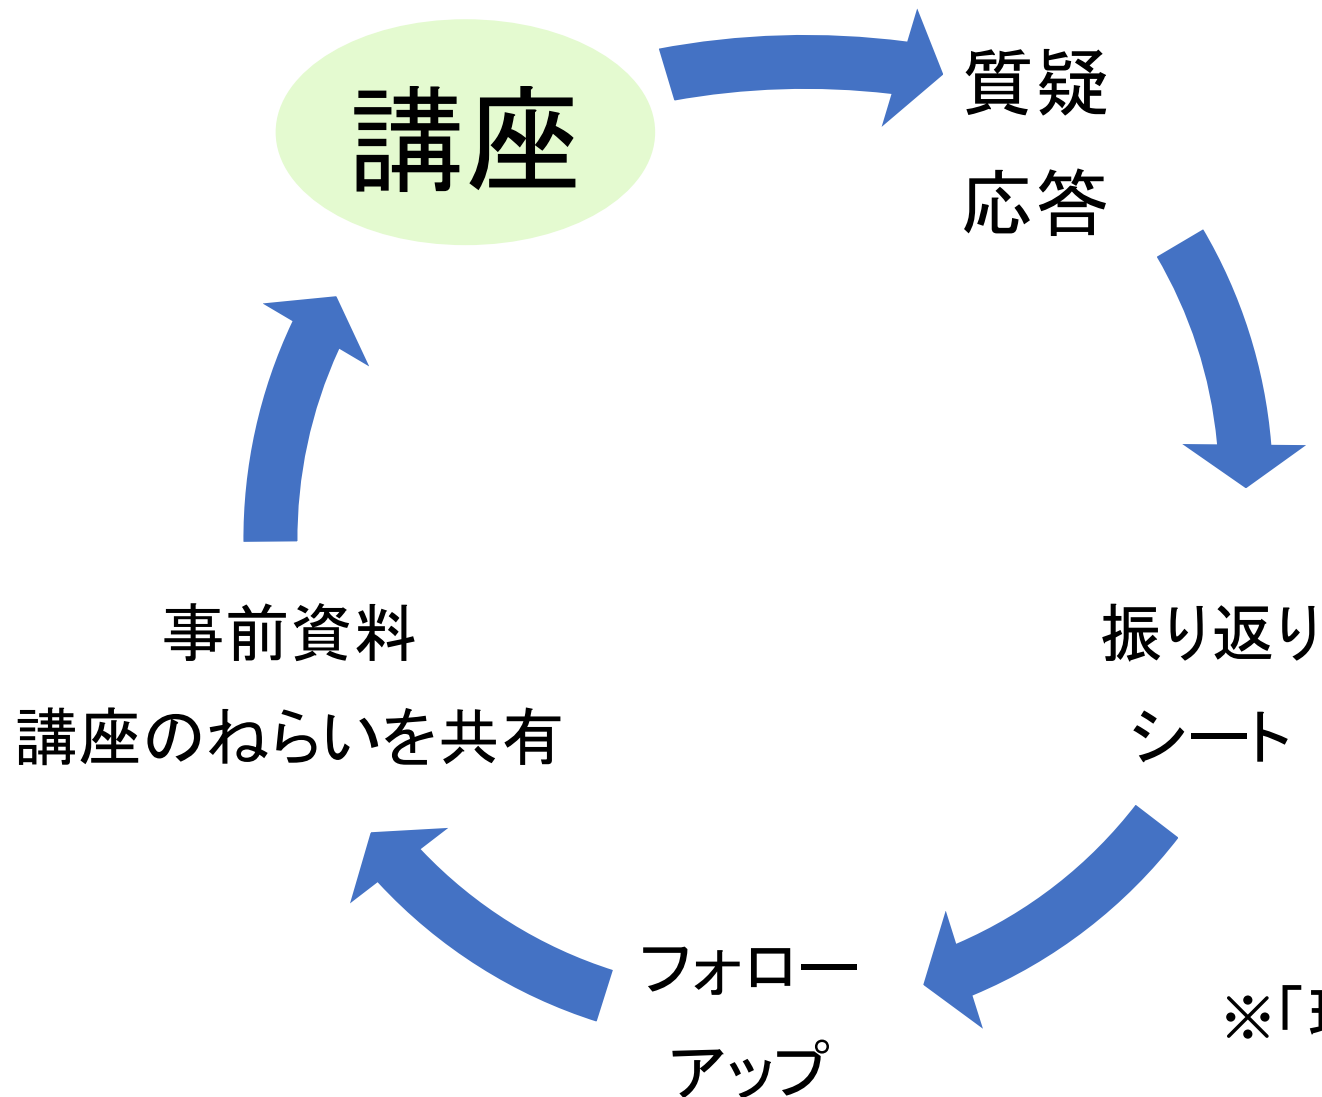 講座
質疑
応答
振り返り
シート
フォロー
アップ
事前資料
講座のねらいを共有
※「